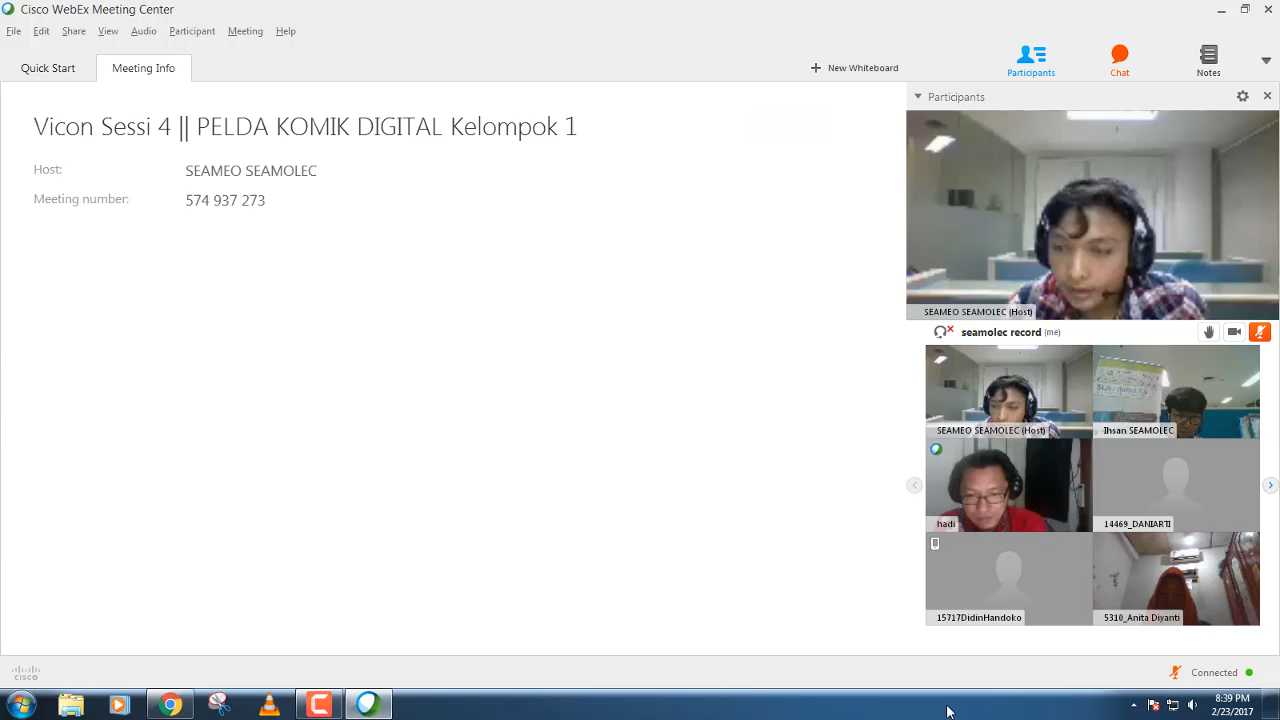 Cisco WebEx Meeting Center
File Edit Share View Audio Participant Meeting Help
Quick Start Meeting Info + New Whiteboard Participants Chat Notes
Participants
Vicon Sessi 4 || PELDA KOMIK DIGITAL Kelompok 1
Host: SEAMEO SEAMOLEC
Meeting number: 574 937 273
SEAMEO SEAMOLEC (Host)
seamolec record (me)
SEAMEO SEAMOLEC (Host) Ihsan SEAMOLEC
hadi 14469_DANIARTI
15717DidinHandoko 5310_Anita Diyanti
CISCO Connected
8:39 PM
2/23/2017